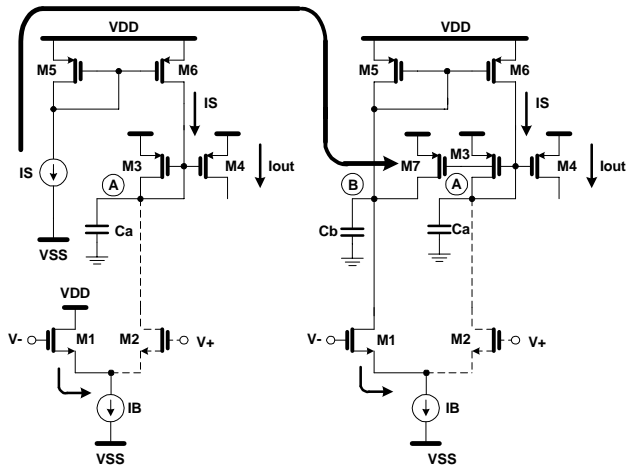 VDD
M5
M6
IS
M3
M4
Iout
IS
A
Ca
VSS
VDD
V-
M1
M2
V+
IB
VSS
VDD
M5
M6
IS
M7
M3
M4
Iout
B
A
Cb
Ca
V-
M1
M2
V+
IB
VSS